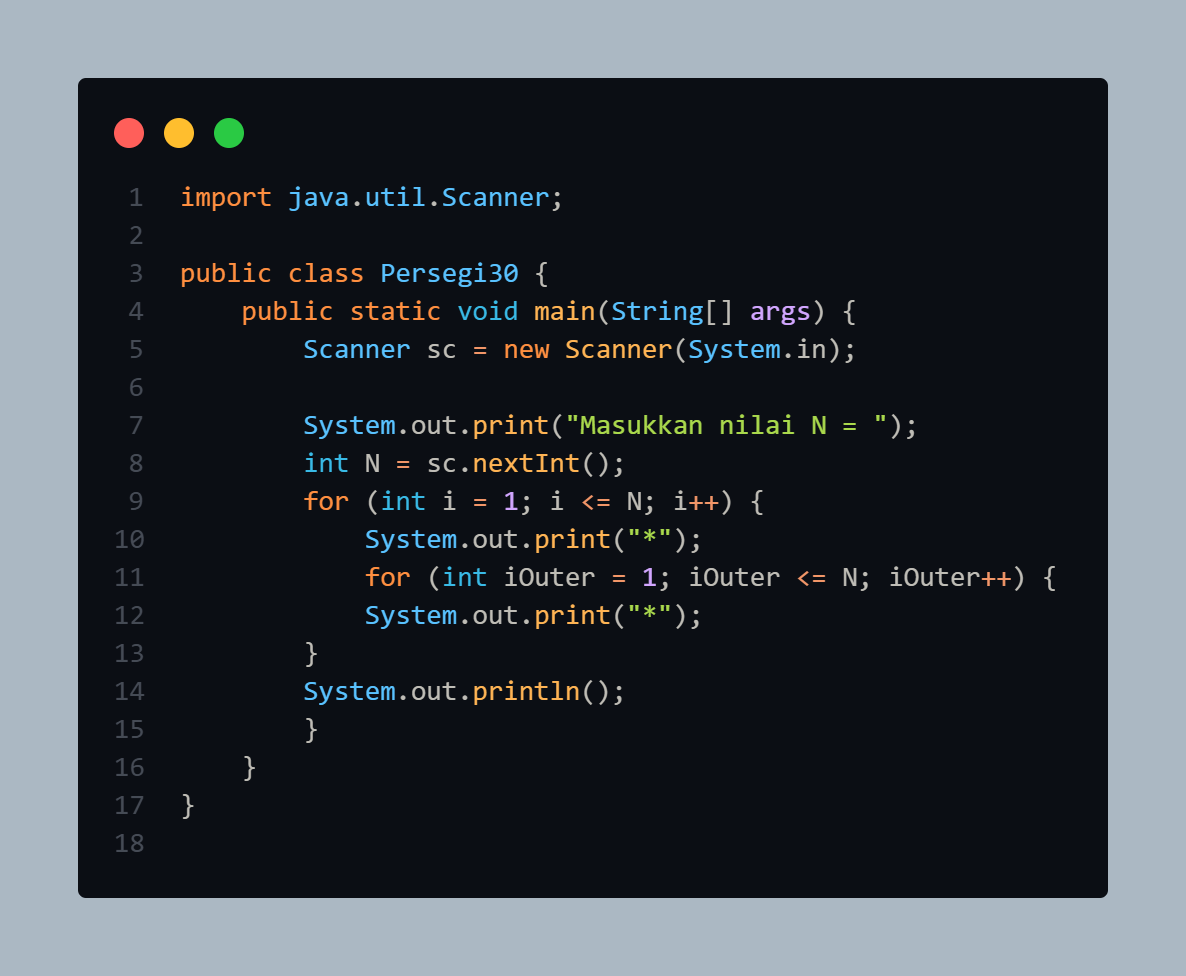 1 import java.util.Scanner;
2
3 public class Persegi30 {
4     public static void main(String[] args) {
5         Scanner sc = new Scanner(System.in);
6
7         System.out.print("Masukkan nilai N = ");
8         int N = sc.nextInt();
9         for (int i = 1; i <= N; i++) {
10             System.out.print("*");
11             for (int iOuter = 1; iOuter <= N; iOuter++) {
12             System.out.print("*");
13         }
14         System.out.println();
15         }
16     }
17 }
18